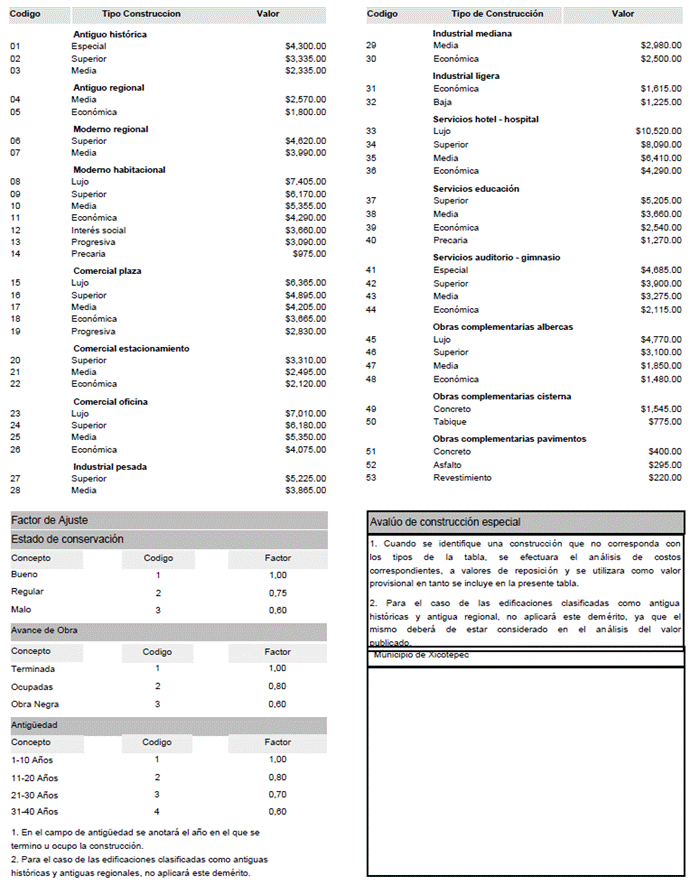 Codigo Tipo Construccion Valor
Antiguo histórica
01 Especial $4,300.00
02 Superior $3,335.00
03 Media $2,335.00
Antiguo regional
04 Media $2,570.00
05 Económica $1,800.00
Moderno regional
06 Superior $4,620.00
07 Media $3,990.00
Moderno habitacional
08 Lujo $7,405.00
09 Superior $6,170.00
10 Media $5,355.00
11 Económica $4,290.00
12 Interés social $3,660.00
13 Progresiva $3,090.00
14 Precaria $975.00
Comercial plaza
15 Lujo $6,365.00
16 Superior $4,895.00
17 Media $4,205.00
18 Económica $3,665.00
19 Progresiva $2,830.00
Comercial estacionamiento
20 Superior $3,310.00
21 Media $2,495.00
22 Económica $2,120.00
Comercial oficina
23 Lujo $7,010.00
24 Superior $6,180.00
25 Media $5,350.00
26 Económica $4,075.00
Industrial pesada
27 Superior $5,225.00
28 Media $3,865.00
Codigo Tipo de Construcción Valor
Industrial mediana
29 Media $2,980.00
30 Económica $2,500.00
Industrial ligera
31 Económica $1,615.00
32 Baja $1,225.00
Servicios hotel - hospital
33 Lujo $10,520.00
34 Superior $8,090.00
35 Media $6,410.00
36 Económica $4,290.00
Servicios educación
37 Superior $5,205.00
38 Media $3,660.00
39 Económica $2,540.00
40 Precaria $1,270.00
Servicios auditorio - gimnasio
41 Especial $4,685.00
42 Superior $3,900.00
43 Media $3,275.00
44 Económica $2,115.00
Obras complementarias albercas
45 Lujo $4,770.00
46 Superior $3,100.00
47 Media $1,850.00
48 Económica $1,480.00
Obras complementarias cisterna
49 Concreto $1,545.00
50 Tabique $775.00
Obras complementarias pavimentos
51 Concreto $400.00
52 Asfalto $295.00
53 Revestimiento $220.00
Factor de Ajuste
Estado de conservación
Concepto Codigo Factor
Bueno 1 1,00
Regular 2 0,75
Malo 3 0,60
Avance de Obra
Concepto Codigo Factor
Terminada 1 1,00
Ocupadas 2 0,80
Obra Negra 3 0,60
Antigüedad
Concepto Codigo Factor
1-10 Años 1 1,00
11-20 Años 2 0,80
21-30 Años 3 0,70
31-40 Años 4 0,60
1. En el campo de antigüedad se anotará el año en el que se
termino u ocupo la construcción.
2. Para el caso de las edificaciones clasificadas como antiguas
históricas y antiguas regionales, no aplicará este demérito.
Avalúo de construcción especial
1. Cuando se identifique una construcción que no corresponda con
los tipos de la tabla, se efectuara el análisis de costos
correspondientes, a valores de reposición y se utilizara como valor
provisional en tanto se incluye en la presente tabla.
2. Para el caso de las edificaciones clasificadas como antigua
históricas y antigua regional, no aplicará este demérito, ya que el
mismo deberá de estar considerado en el análisis del valor
publicado.
Municipio de Xicotepec